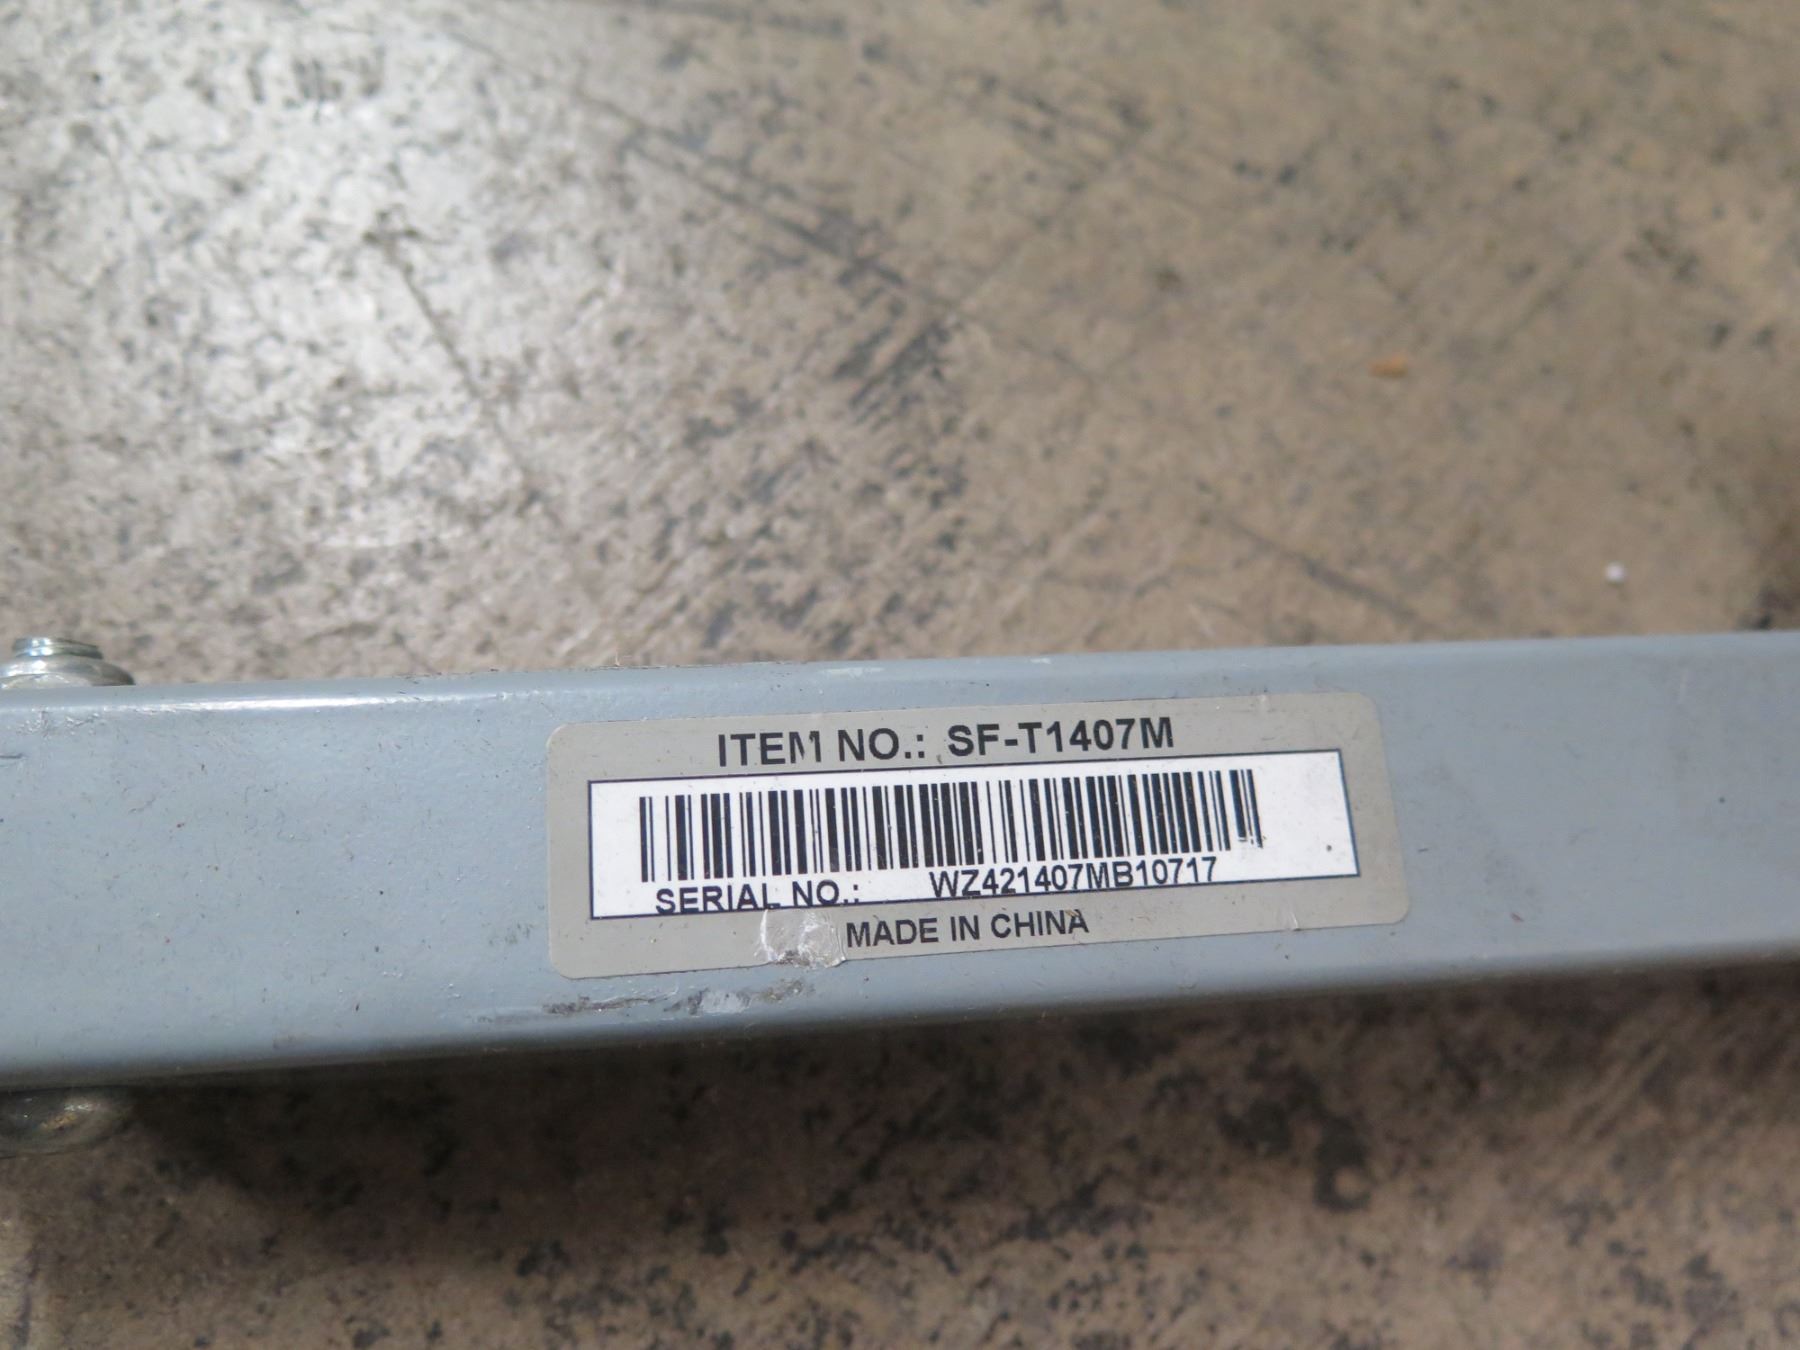 ITEM NO.: SF-T1407M
SERIAL NO.: WZ421407MB10717
MADE IN CHINA